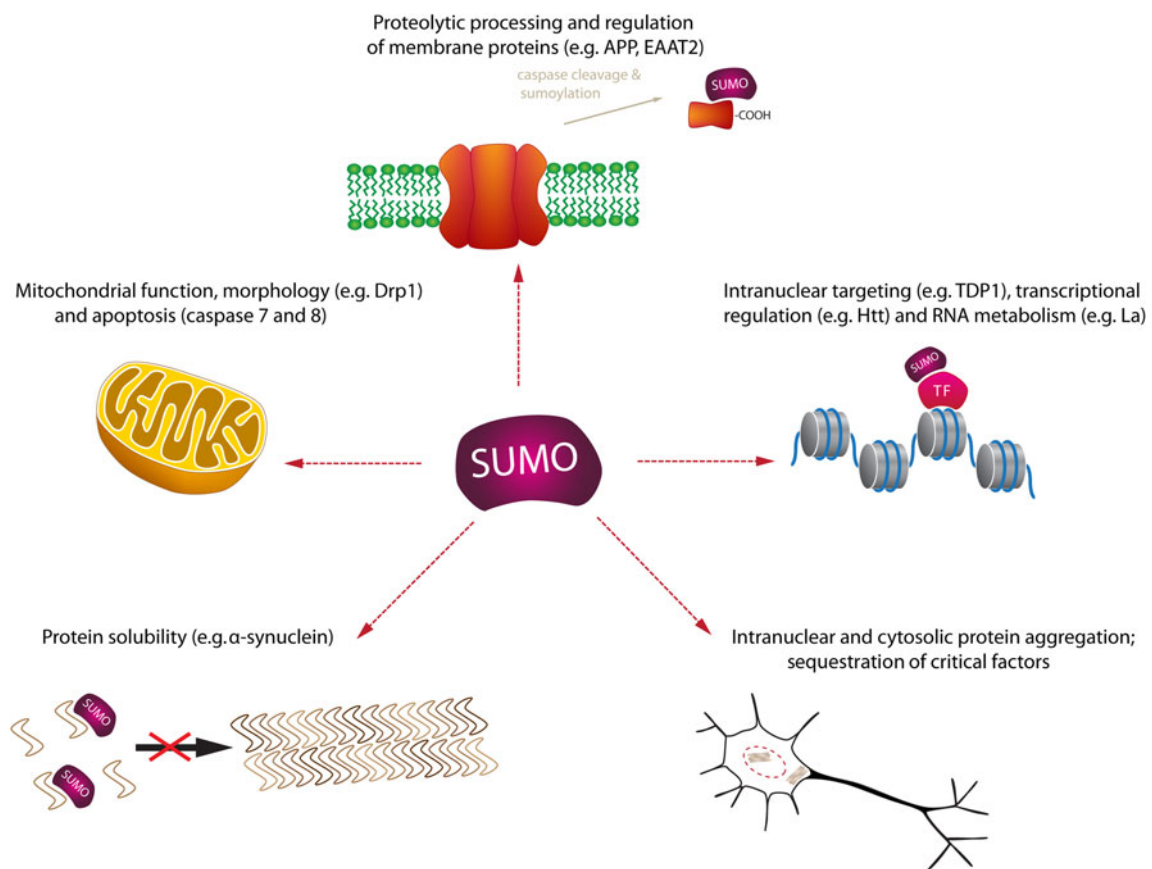 Proteolytic processing and regulation
of membrane proteins (e.g. APP, EAAT2)
caspase cleavage &
sumoylation
SUMO
-COOH
Mitochondrial function, morphology (e.g. Drp1)
and apoptosis (caspase 7 and 8)
Intranuclear targeting (e.g. TDP1), transcriptional
regulation (e.g. Htt) and RNA metabolism (e.g. La)
SUMO
TF
SUMO
Protein solubility (e.g. α-synuclein)
SUMO
SUMO
Intranuclear and cytosolic protein aggregation;
sequestration of critical factors